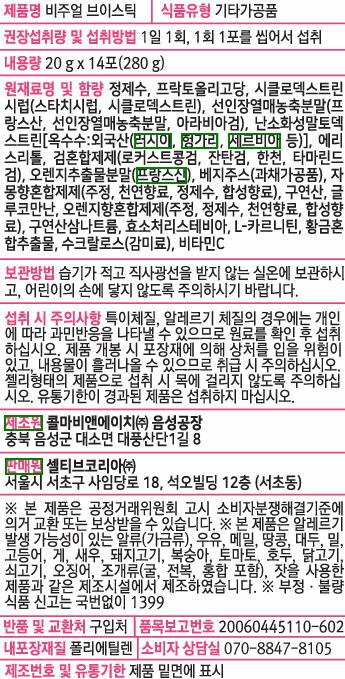 제품명 비주얼 브이스틱 식품유형 기타가공품
권장섭취량 및 섭취방법 1일 1회, 1회 1포를 씹어서 섭취
내용량 20 g x 14포(280 g)
원재료명 및 함량 정제수, 프락토올리고당, 시클로덱스트린
시럽(스타치시럽, 시클로덱스트린), 선인장열매농축분말(프
랑스산, 선인장열매농축분말, 아라비아검), 난소화성말토덱
스트린[옥수수:외국산(러시아, 헝가리, 세르비아 등)], 에리
스리톨, 검혼합제제(로커스트콩검, 잔탄검, 한천, 타마린드
검), 오렌지추출물분말(프랑스산), 베지주스(과채가공품), 자
몽향혼합제제(주정, 천연향료, 정제수, 합성향료), 구연산, 글
루코만난, 오렌지향혼합제제(주정, 정제수, 천연향료, 합성향
료), 구연산삼나트륨, 효소처리스테비아, L-카르니틴, 황금혼
합추출물, 수크랄로스(감미료), 비타민C
보관방법 습기가 적고 직사광선을 받지 않는 실온에 보관하시
고, 어린이의 손에 닿지 않도록 주의하시기 바랍니다.
섭취 시 주의사항 특이체질, 알레르기 체질의 경우에는 개인
에 따라 과민반응을 나타낼 수 있으므로 원료를 확인 후 섭취
하십시오. 제품 개봉 시 포장재에 의해 상처를 입을 위험이
있고, 내용물이 흘러나올 수 있으므로 취급 시 주의하십시오.
젤리형태의 제품으로 섭취 시 목에 걸리지 않도록 주의하십
시오. 유통기한이 경과된 제품은 섭취하지 마십시오.
제조원 콜마비앤에이치㈜ 음성공장
충북 음성군 대소면 대풍산단1길 8
판매원 셀티브코리아㈜
서울시 서초구 사임당로 18, 석오빌딩 12층 (서초동)
※ 본 제품은 공정거래위원회 고시 소비자분쟁해결기준에
의거 교환 또는 보상받을 수 있습니다. ※ 본 제품은 알레르기
발생 가능성이 있는 알류(가금류), 우유, 메밀, 땅콩, 대두, 밀,
고등어, 게, 새우, 돼지고기, 복숭아, 토마토, 호두, 닭고기,
쇠고기, 오징어, 조개류(굴, 전복, 홍합 포함), 잣을 사용한
제품과 같은 제조시설에서 제조하였습니다. ※ 부정·불량
식품 신고는 국번없이 1399
반품 및 교환처 구입처 품목보고번호 20060445110-602
내포장재질 폴리에틸렌 소비자 상담실 070-8847-8105
제조번호 및 유통기한 제품 밑면에 표시